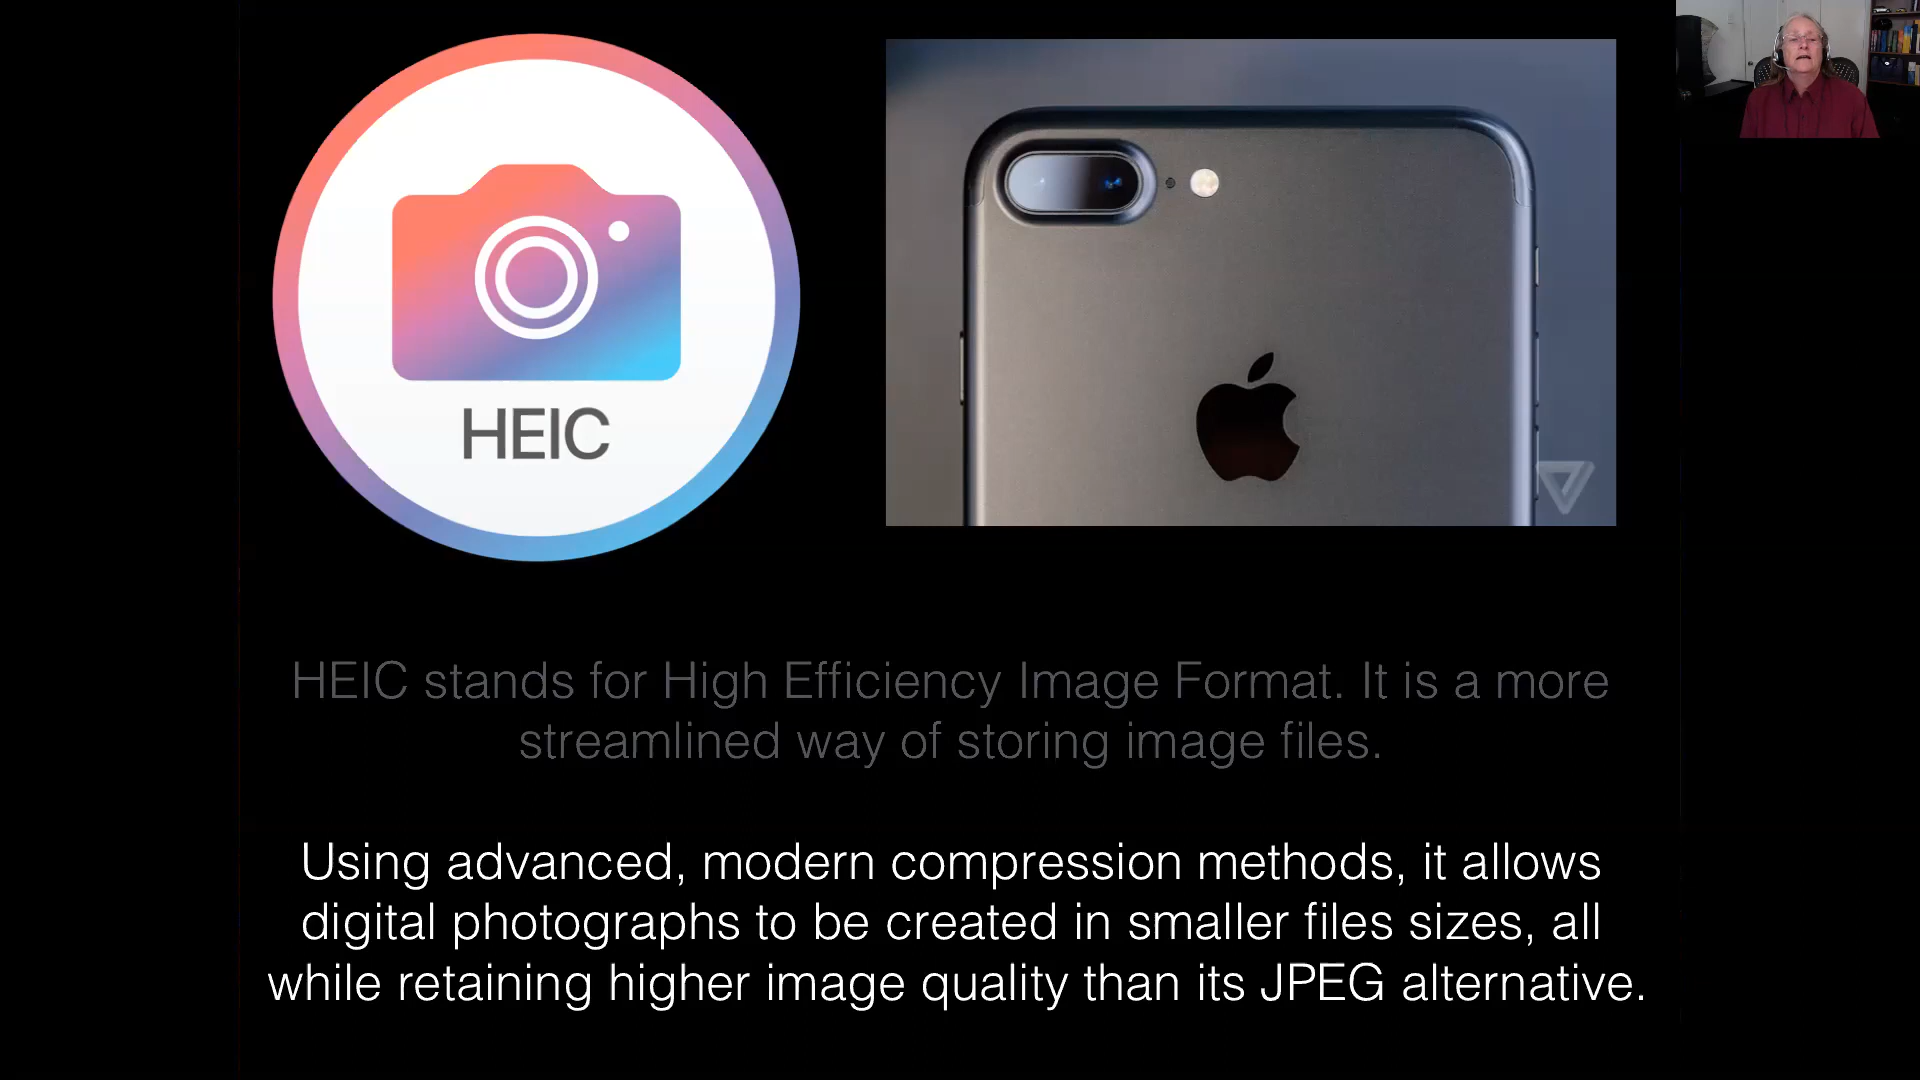 HEIC
HEIC stands for High Efficiency Image Format. It is a more
streamlined way of storing image files.
Using advanced, modern compression methods, it allows
digital photographs to be created in smaller files sizes, all
while retaining higher image quality than its JPEG alternative.